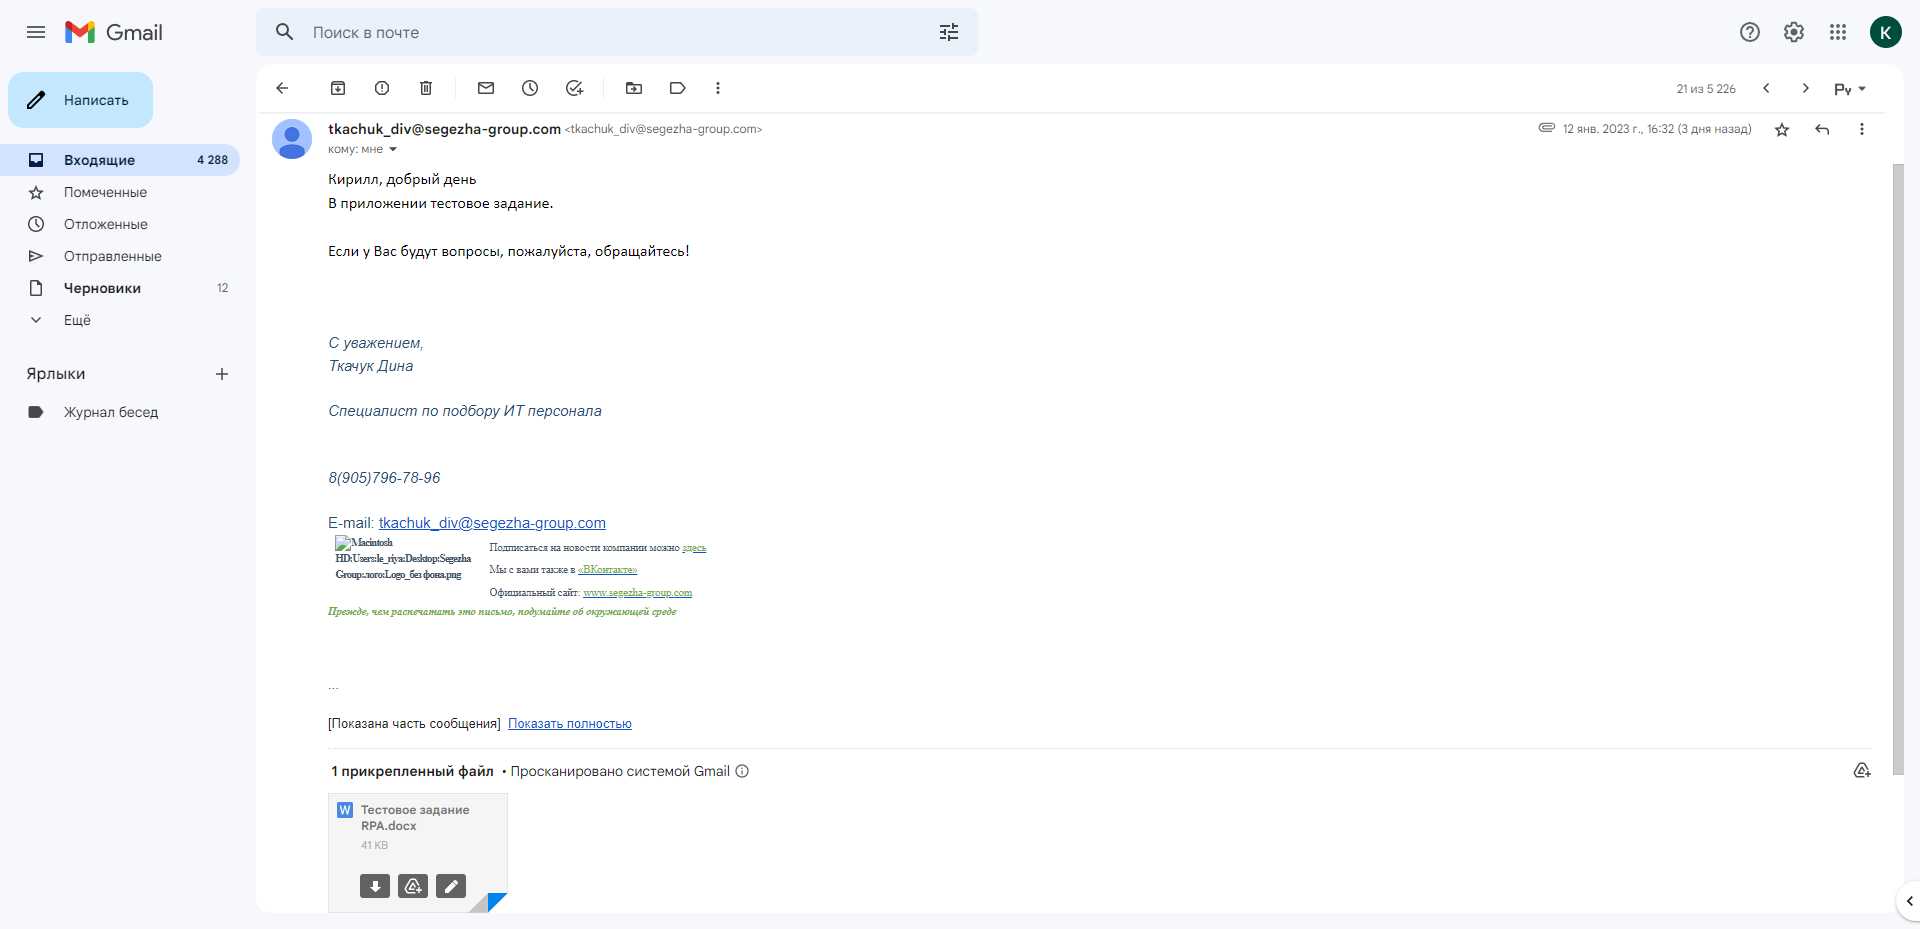 Gmail
Поиск в почте
K
Написать
21 из 5 226
Ру
Входящие 4 288
Помеченные
Отложенные
Отправленные
Черновики 12
Ещё
Ярлыки
Журнал бесед
tkachuk_div@segezha-group.com <tkachuk_div@segezha-group.com>
12 янв. 2023 г., 16:32 (3 дня назад)
кому: мне
Кирилл, добрый день
В приложении тестовое задание.
Если у Вас будут вопросы, пожалуйста, обращайтесь!
С уважением,
Ткачук Дина
Специалист по подбору ИТ персонала
8(905)796-78-96
E-mail: tkachuk_div@segezha-group.com
Macintosh
HD:Users:le_riya:Desktop:Segezha
Group:лого:Logo_без фона.png
Подписаться на новости компании можно здесь
Мы с вами также в «ВКонтакте»
Официальный сайт: www.segezha-group.com
Прежде, чем распечатать это письмо, подумайте об окружающей среде
...
[Показана часть сообщения] Показать полностью
1 прикрепленный файл • Просканировано системой Gmail
W Тестовое задание
RPA.docx
41 KB